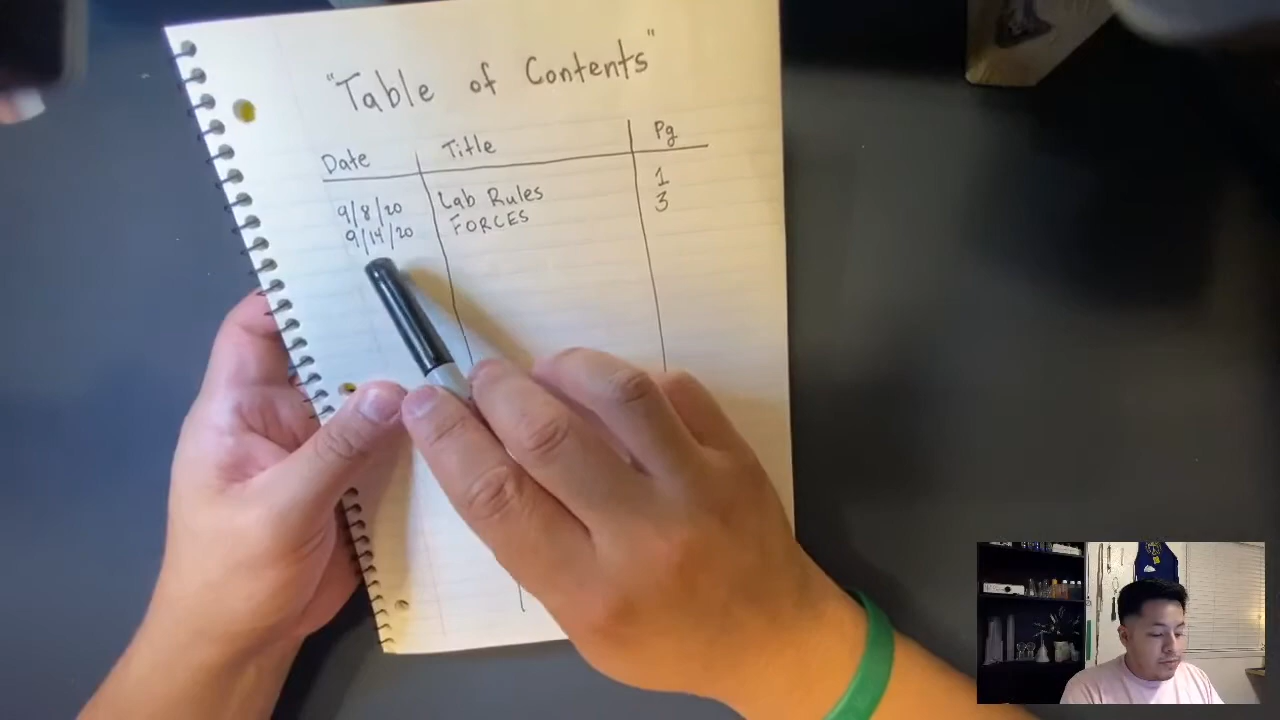 "Table of Contents"
Date Title Pg
9/8/20 Lab Rules 1
9/14/20 FORCES 3